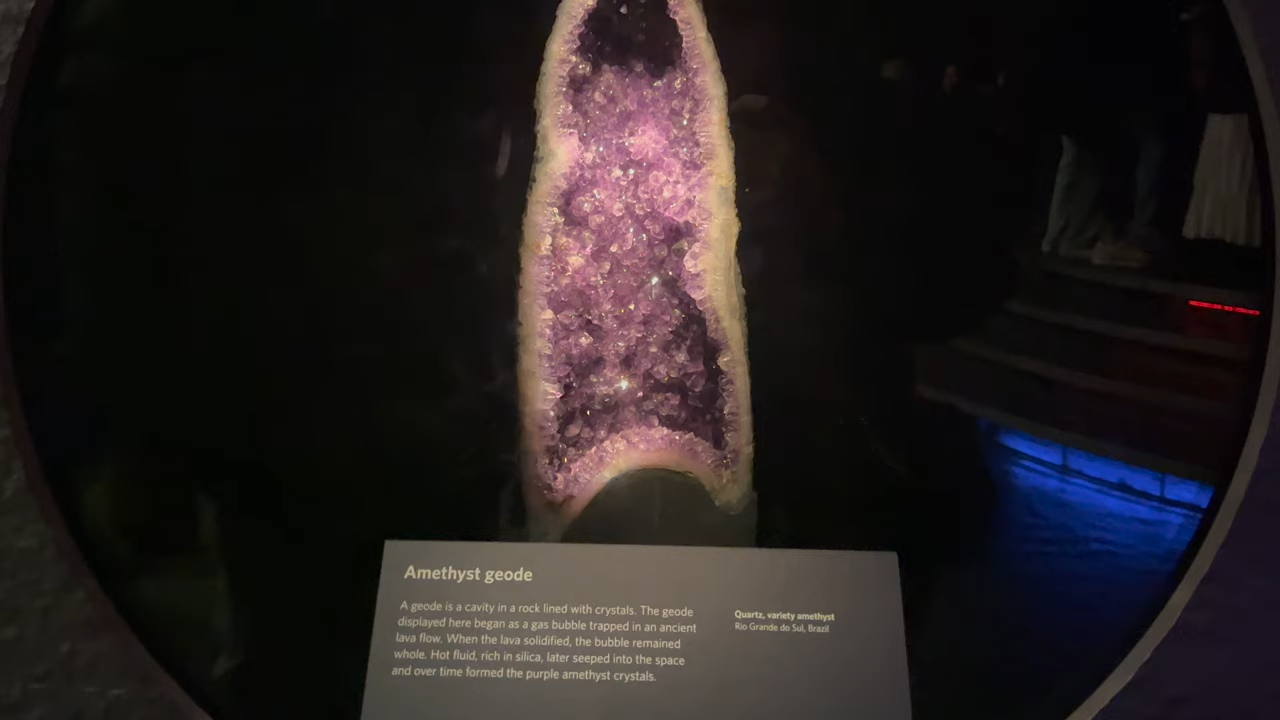 Amethyst geode
A geode is a cavity in a rock lined with crystals. The geode
displayed here began as a gas bubble trapped in an ancient
lava flow. When the lava solidified, the bubble remained
whole. Hot fluid, rich in silica, later seeped into the space
and over time formed the purple amethyst crystals.
Quartz, variety amethyst
Rio Grande do Sul, Brazil